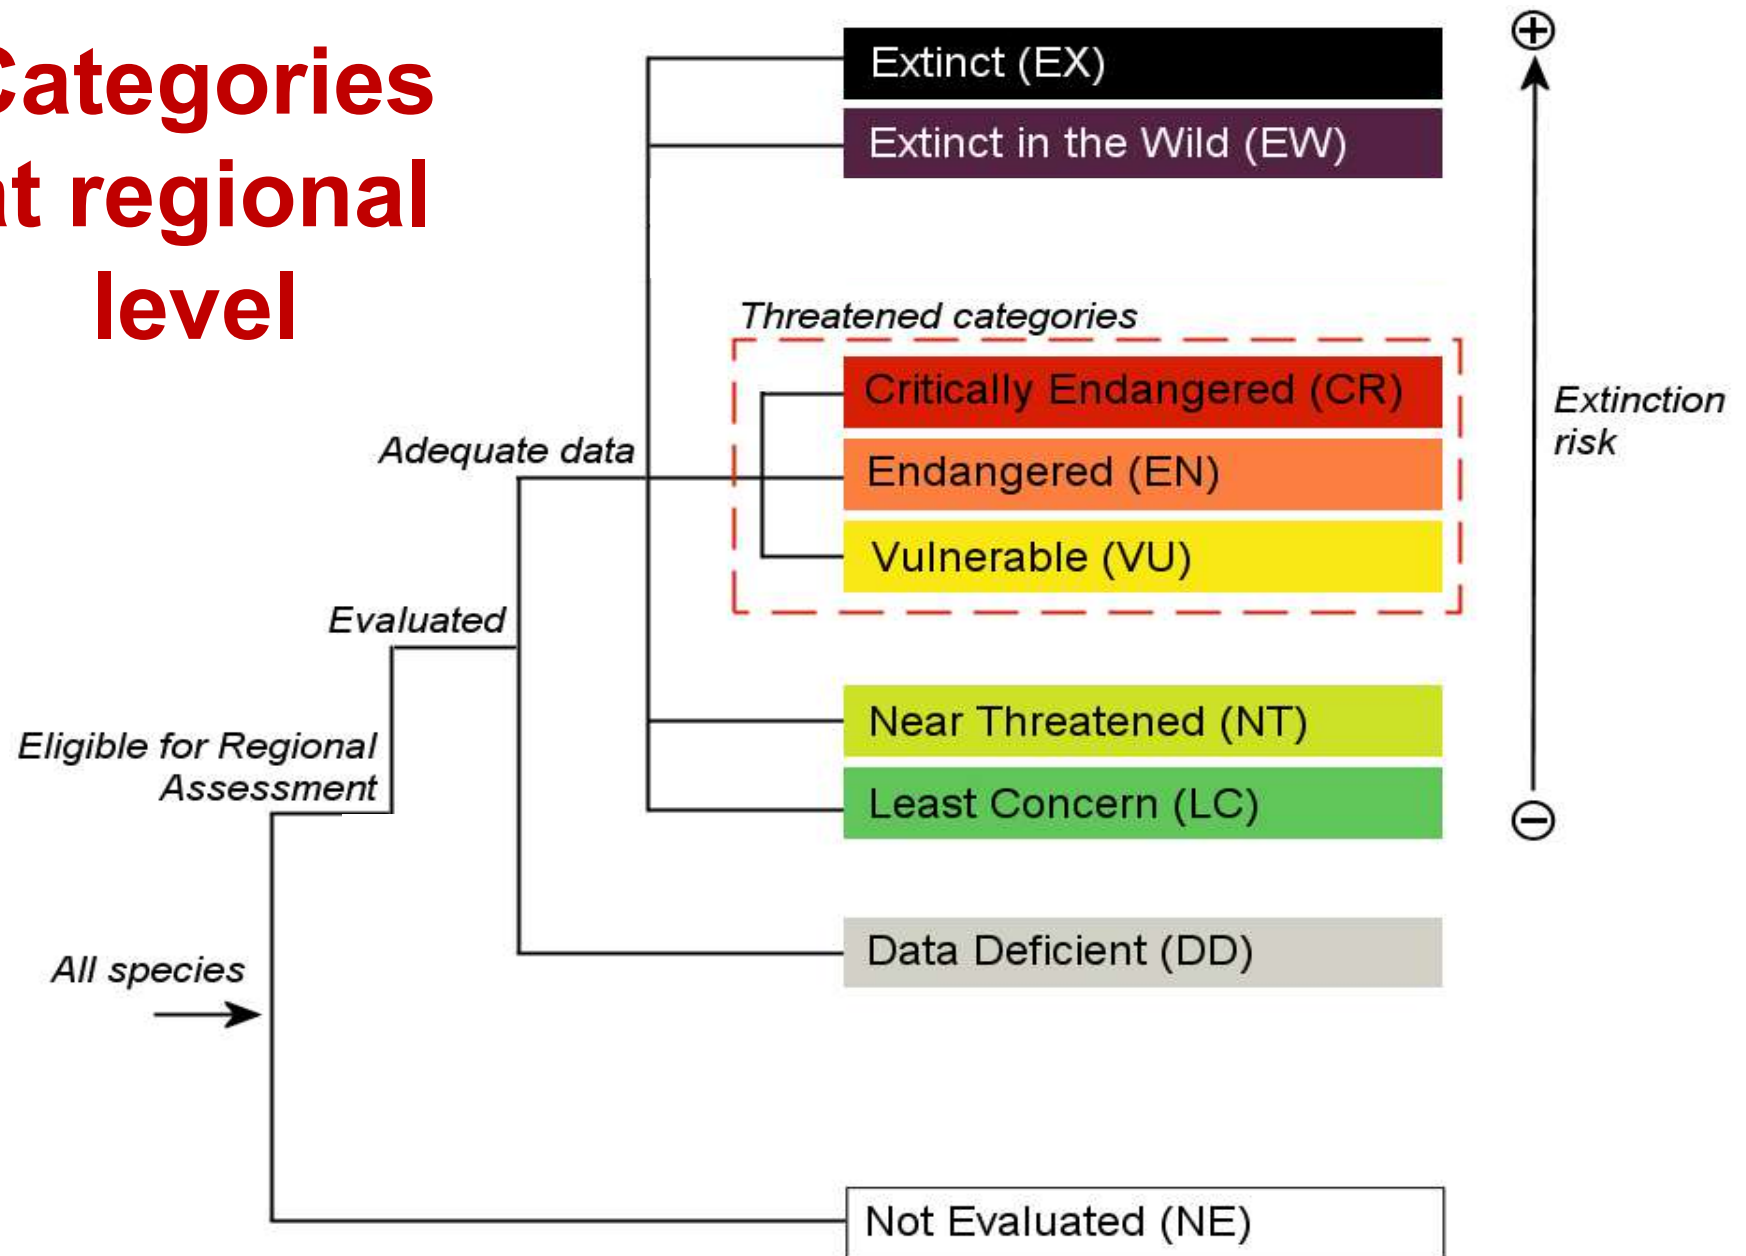 Categories
at regional
level
Extinct (EX)
Extinct in the Wild (EW)
Threatened categories
Critically Endangered (CR)
Extinction
risk
Adequate data
Endangered (EN)
Vulnerable (VU)
Evaluated
Near Threatened (NT)
Eligible for Regional
Assessment
Least Concern (LC)
Data Deficient (DD)
All species
Not Evaluated (NE)